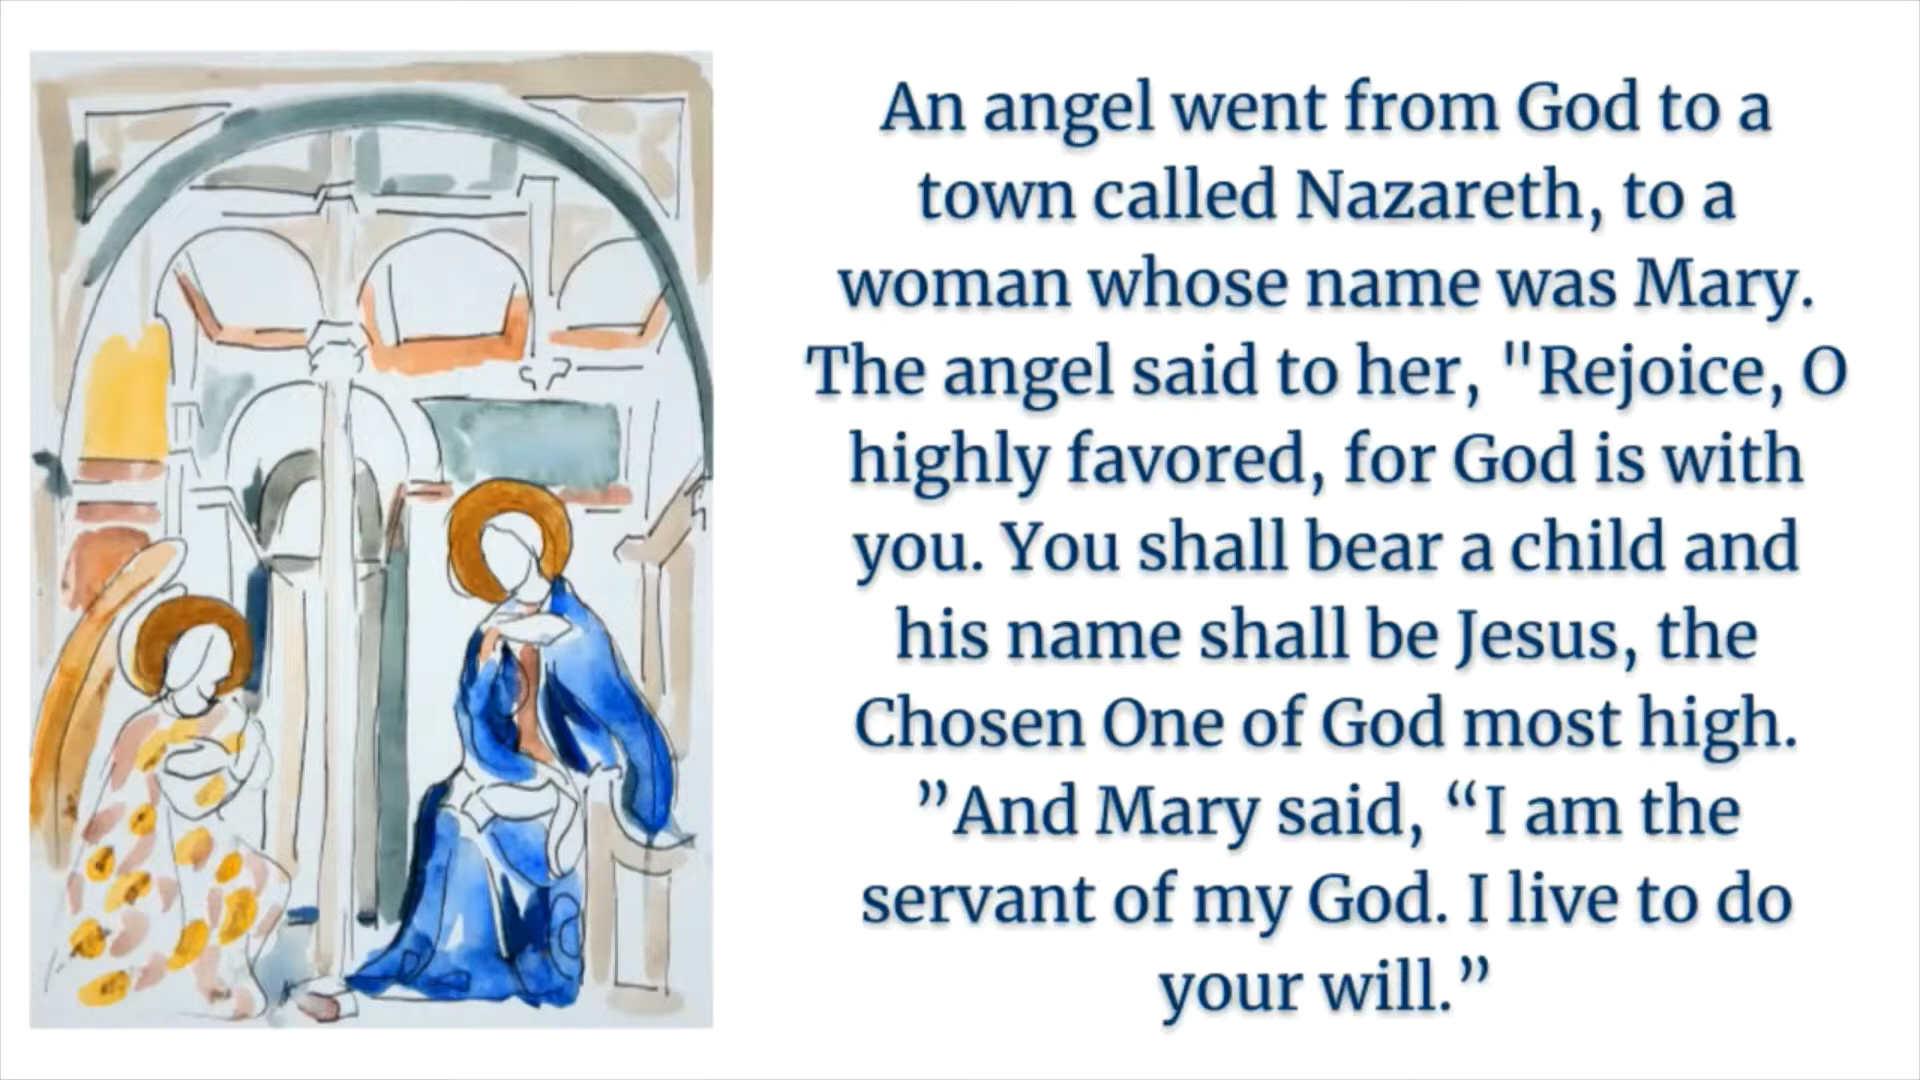 An angel went from God to a
town called Nazareth, to a
woman whose name was Mary.
The angel said to her, "Rejoice, O
highly favored, for God is with
you. You shall bear a child and
his name shall be Jesus, the
Chosen One of God most high.
”And Mary said, “I am the
servant of my God. I live to do
your will.”